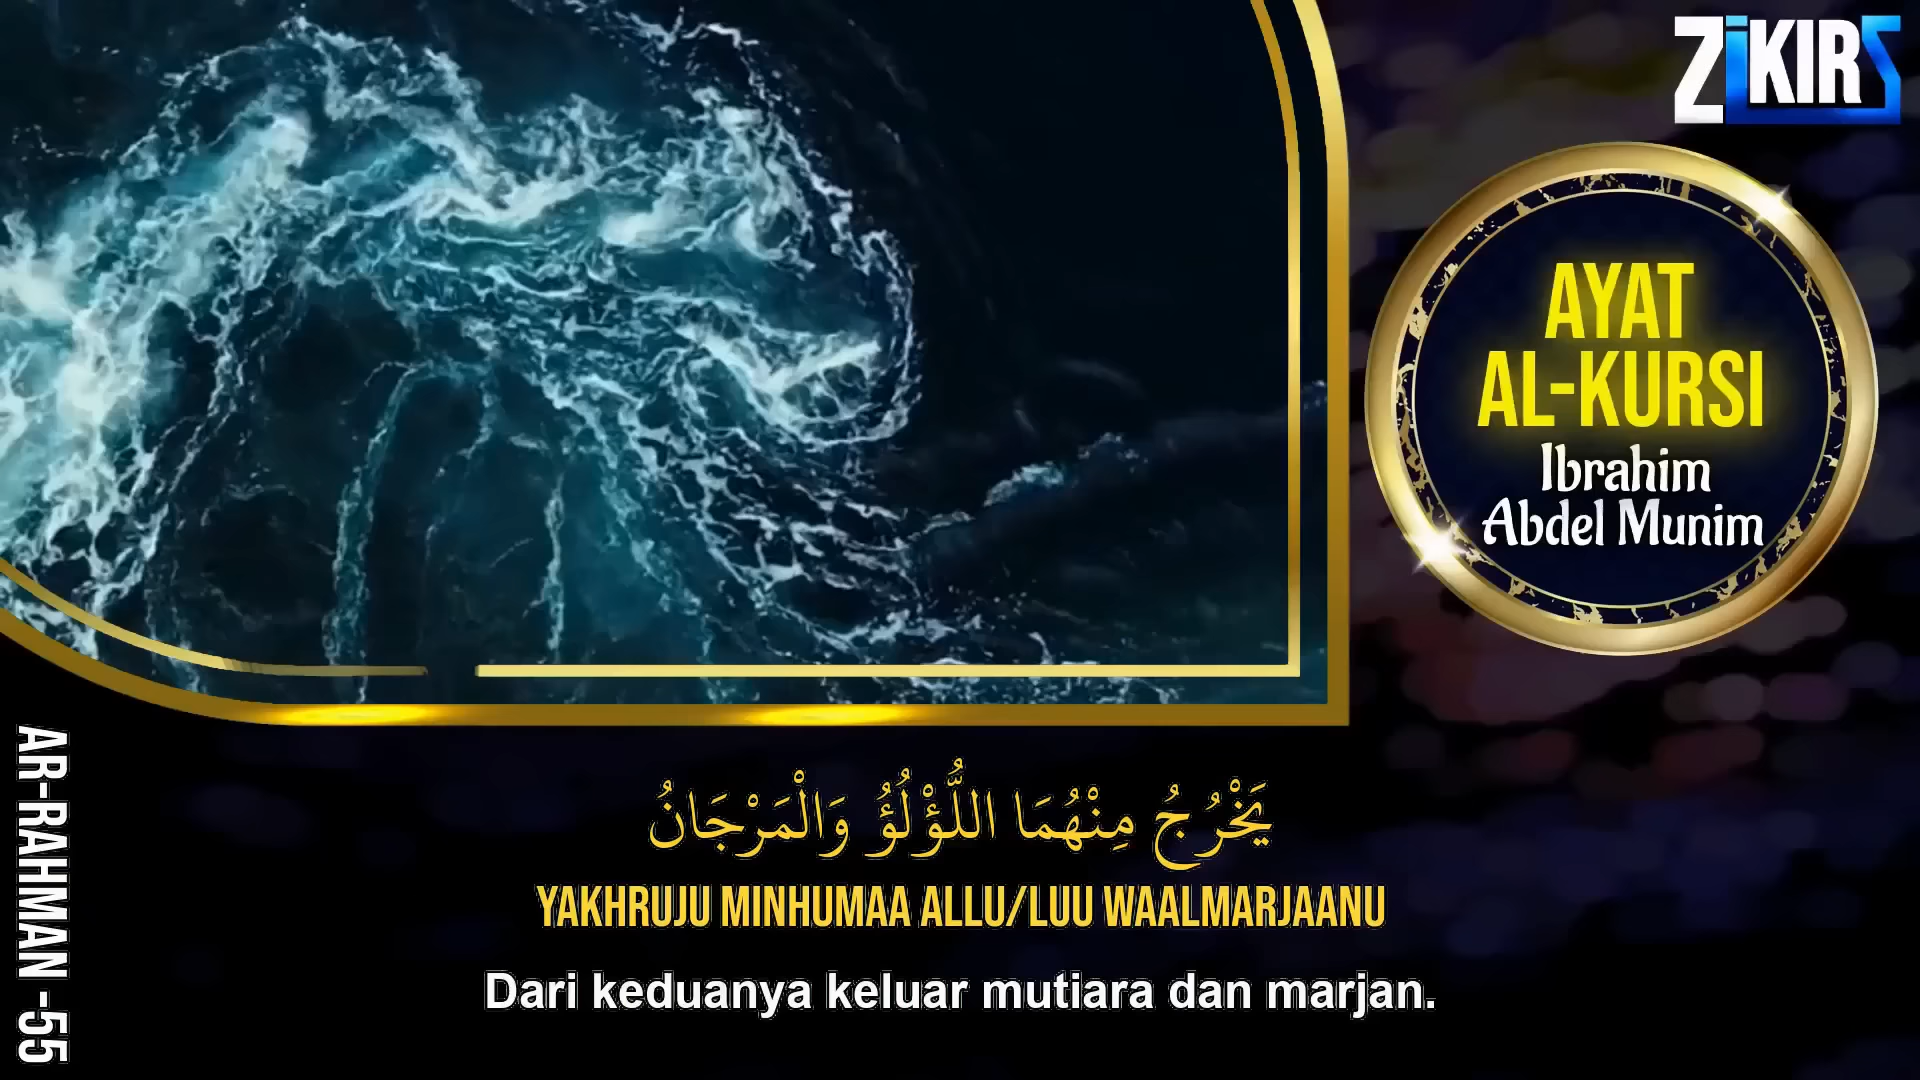 ZiKIRS
AYAT
AL-KURSI
Ibrahim
Abdel Munim
يَخْرُجُ مِنْهُمَا اللُّؤْلُؤُ وَالْمَرْجَانُ
YAKHRUJU MINHUMAA ALLU/LUU WAALMARJAANU
Dari keduanya keluar mutiara dan marjan.
AR-RAHMAN -55